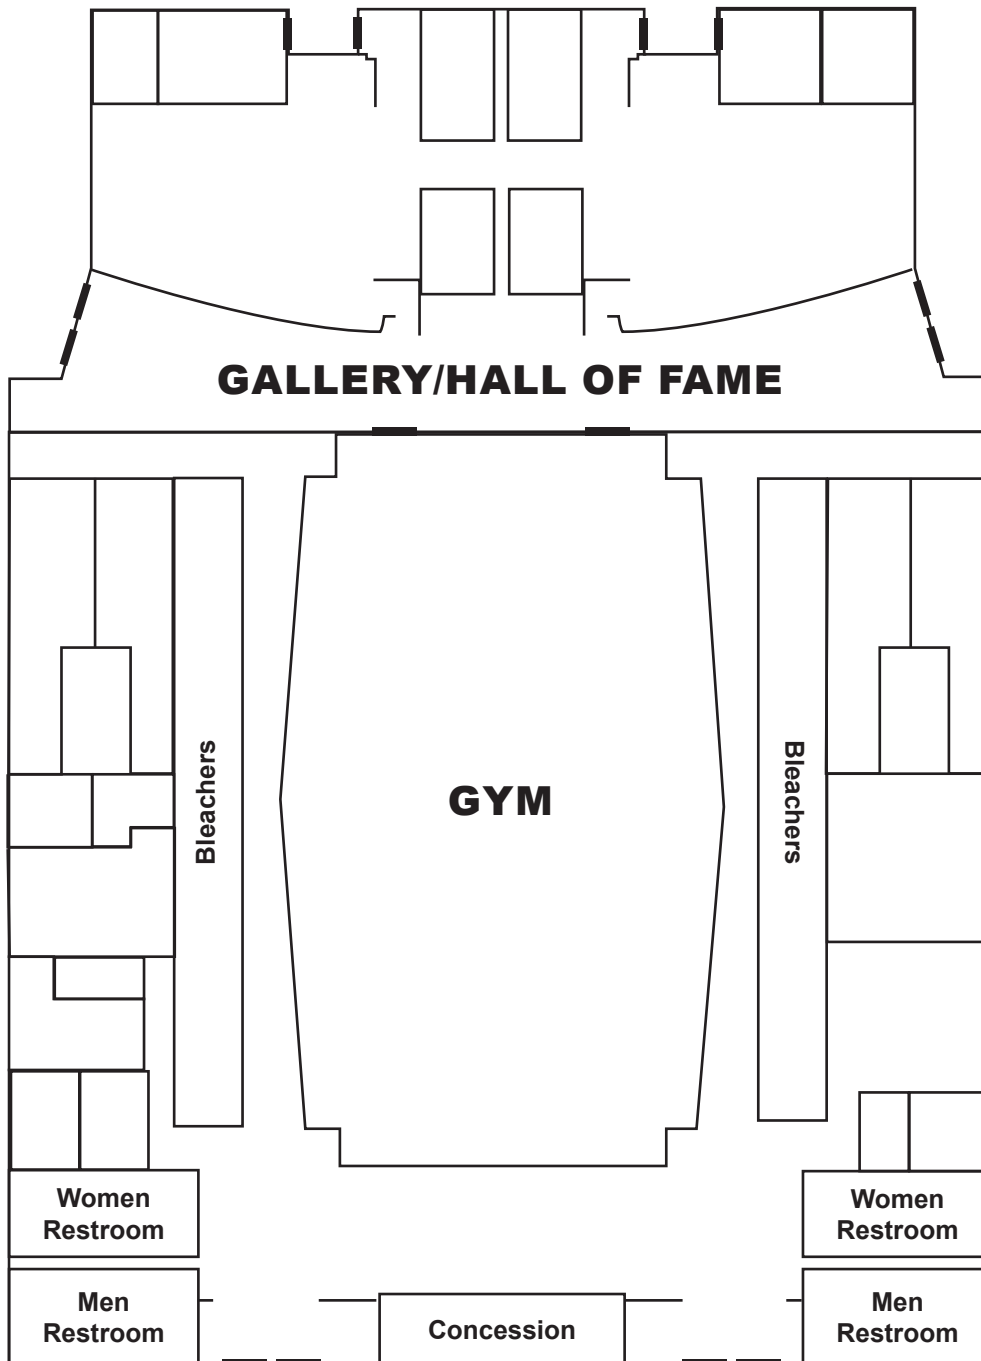 GALLERY/HALL OF FAME
Bleachers
GYM
Bleachers
Women
Restroom
Women
Restroom
Men
Restroom
Concession
Men
Restroom